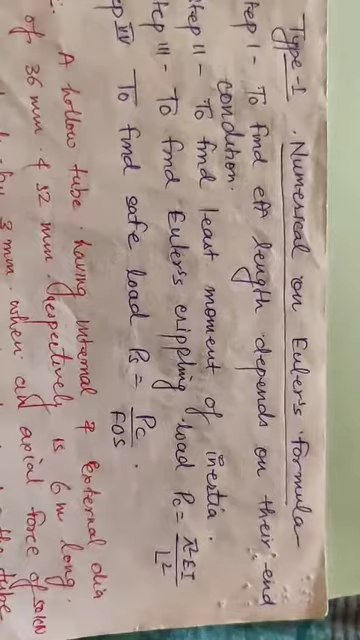 Type-I. Numerical on Euler's formula
Step I - To find eff length depends on their end
condition.
Step II - To find least moment of inertia.
Step III - To find Euler's crippling load Pc = π²EI / L²
ep IV To find safe load Ps = Pc / FOS.
A hollow tube having internal & external dia
of 36 mm & 52 mm respectively is 6 m long.
3 mm when an axial force of